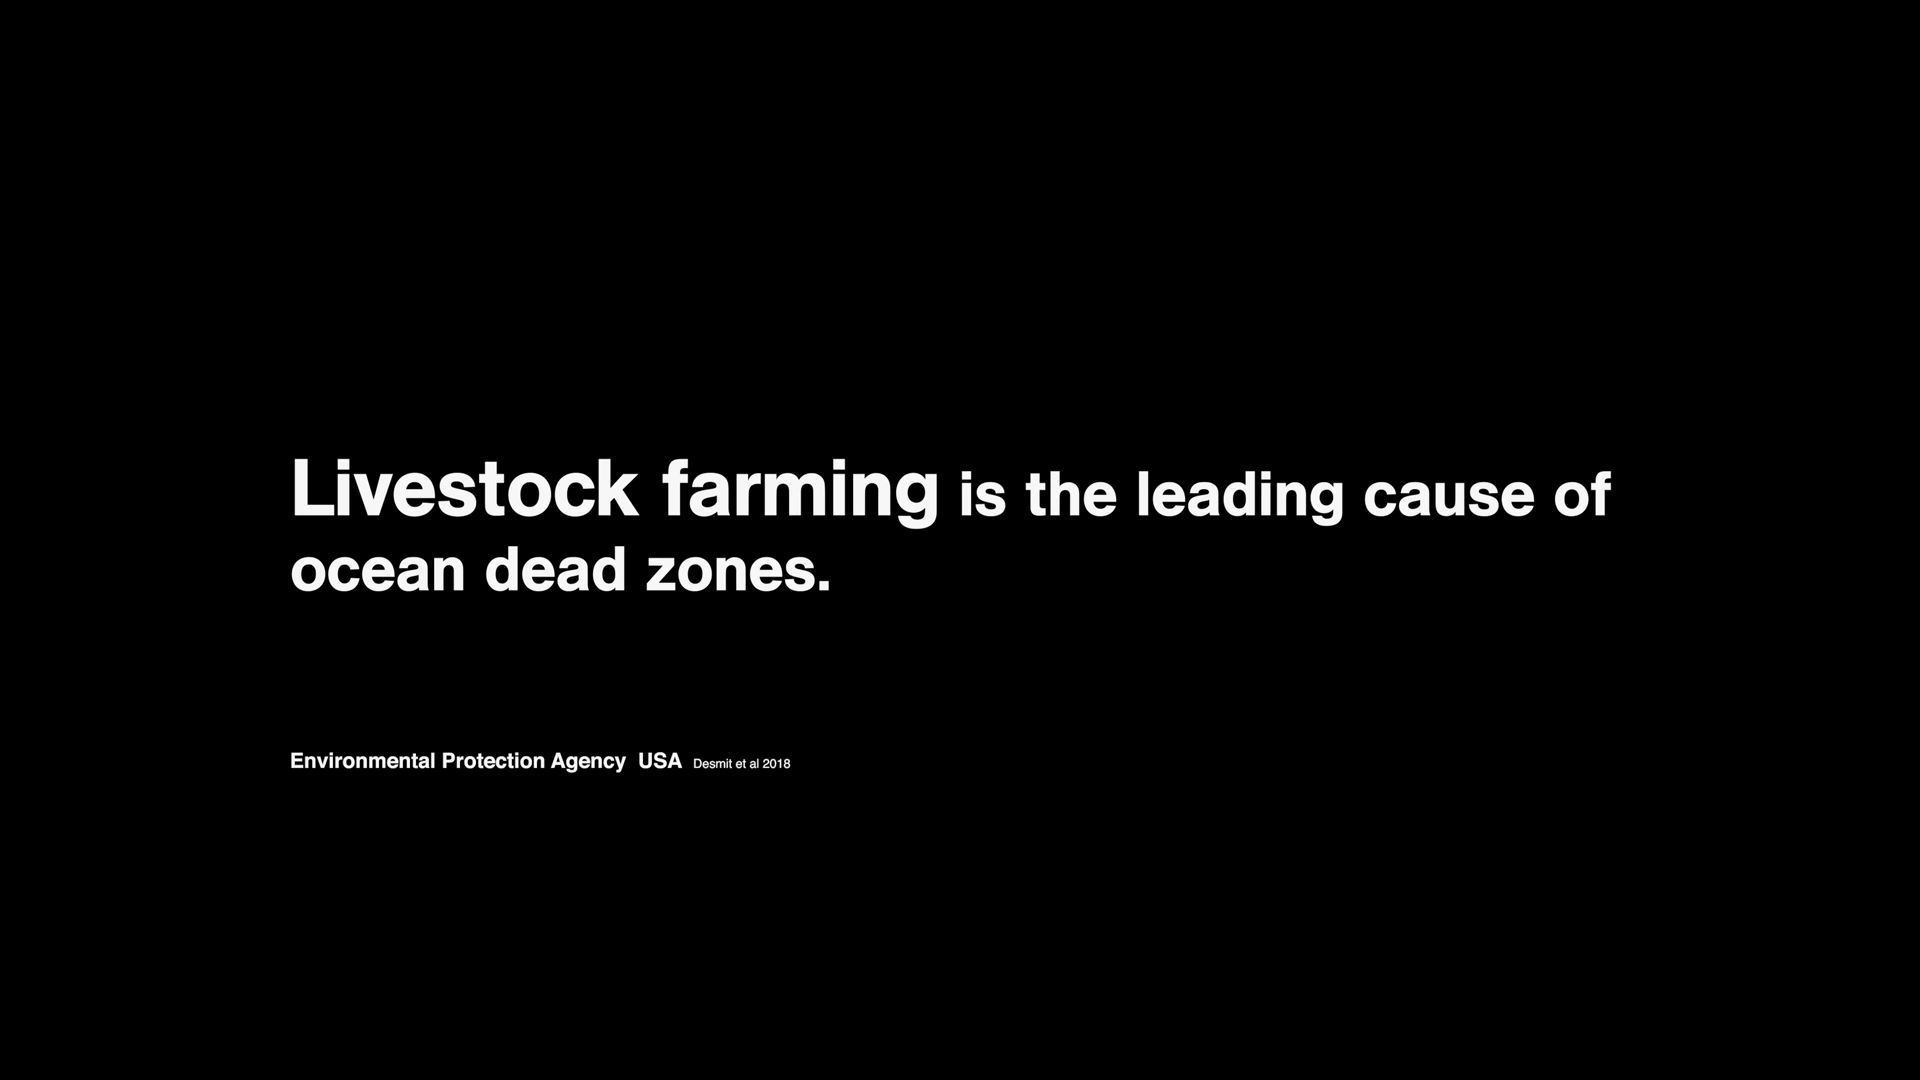 Livestock farming is the leading cause of
ocean dead zones.
Environmental Protection Agency USA Desmit et al 2018